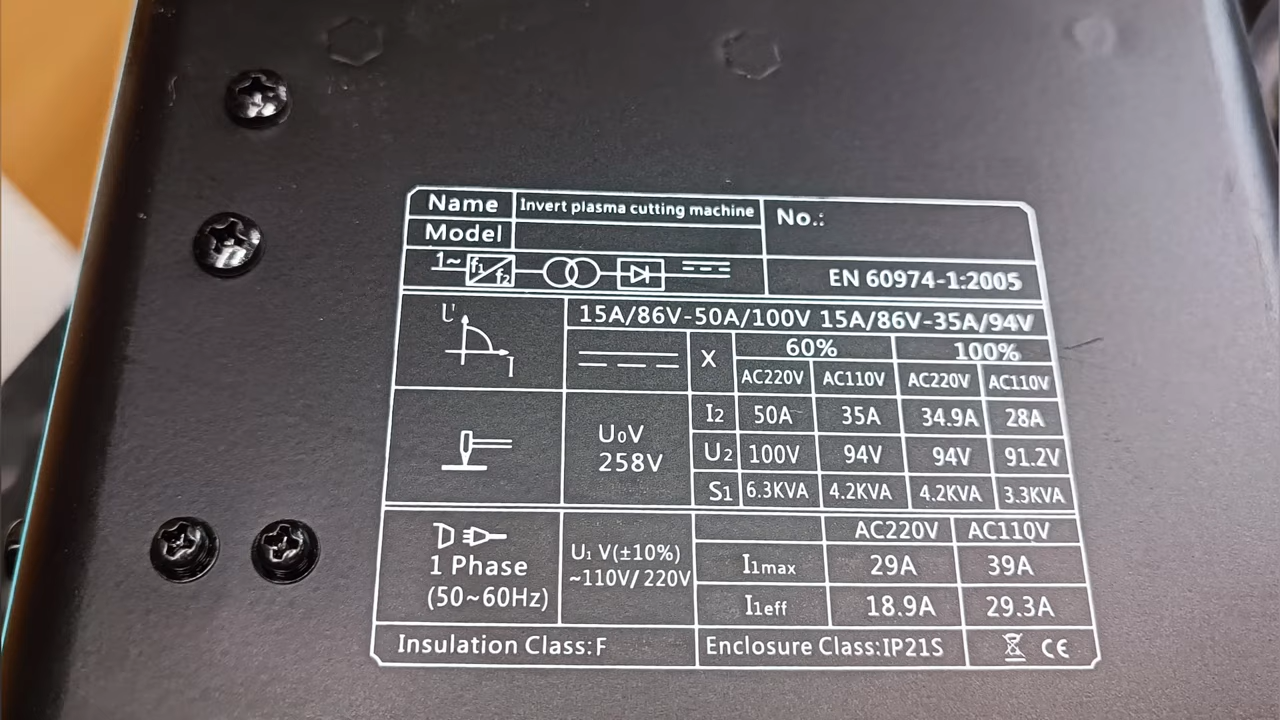 Name Invert plasma cutting machine No.:
Model
1~ f1 f2 EN 60974-1:2005
U I 15A/86V-50A/100V 15A/86V-35A/94V
X 60% 100%
AC220V AC110V AC220V AC110V
U0V 258V
I2 50A 35A 34.9A 28A
U2 100V 94V 94V 91.2V
S1 6.3KVA 4.2KVA 4.2KVA 3.3KVA
1 Phase
(50~60Hz)
U1 V(±10%)
~110V/220V
AC220V AC110V
I1max 29A 39A
I1eff 18.9A 29.3A
Insulation Class:F Enclosure Class:IP21S CE